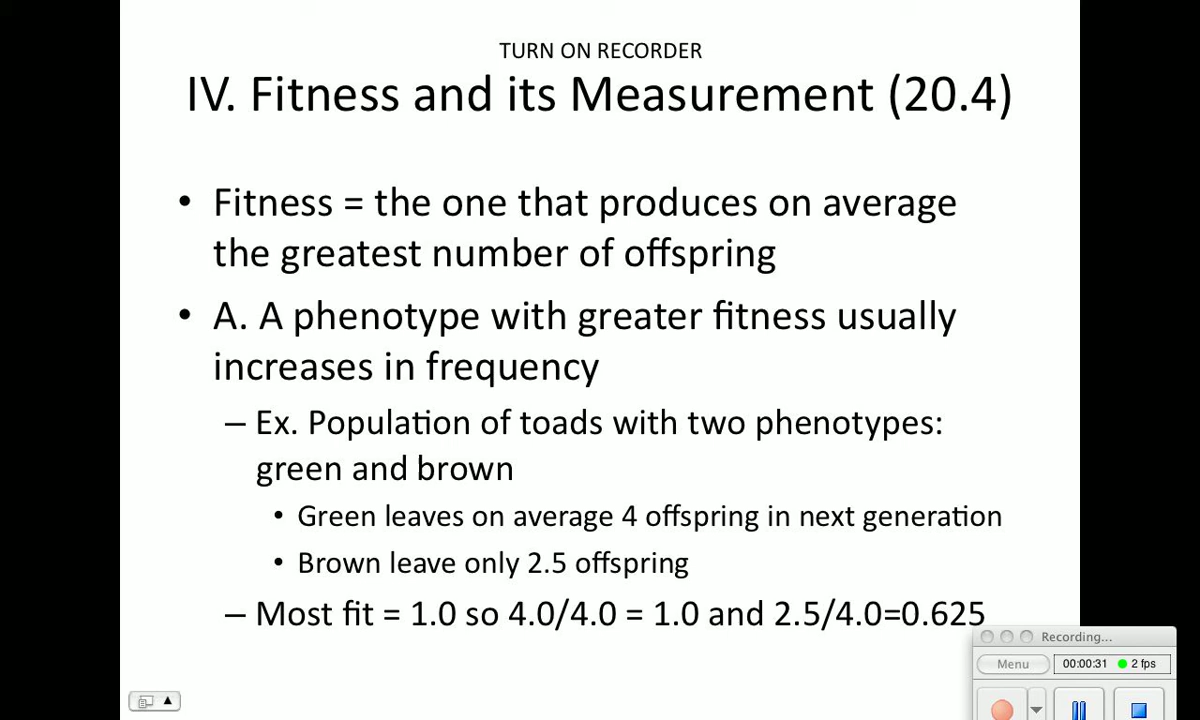 TURN ON RECORDER
IV. Fitness and its Measurement (20.4)
• Fitness = the one that produces on average
the greatest number of offspring
• A. A phenotype with greater fitness usually
increases in frequency
– Ex. Population of toads with two phenotypes:
green and brown
• Green leaves on average 4 offspring in next generation
• Brown leave only 2.5 offspring
– Most fit = 1.0 so 4.0/4.0 = 1.0 and 2.5/4.0=0.625
Recording...
Menu 00:00:31 2 fps